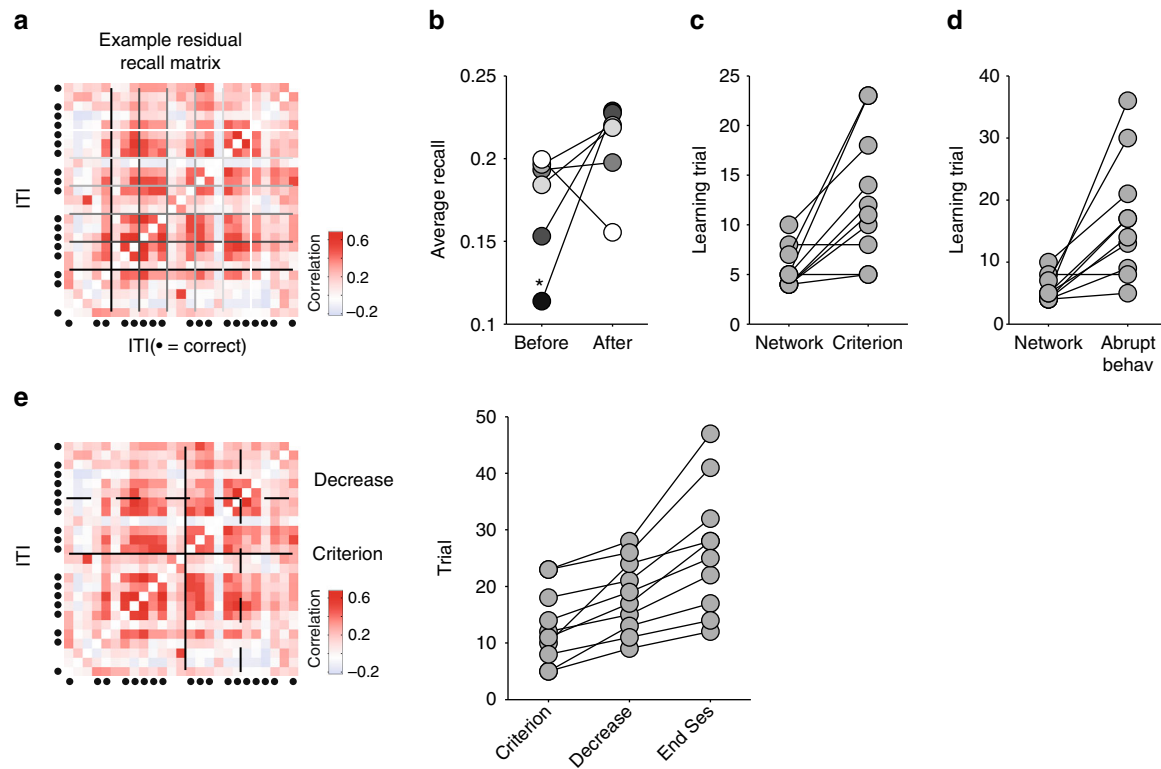 a
Example residual
recall matrix
ITI
Correlation
0.6
0.2
−0.2
ITI(• = correct)
b
Average recall
0.25
0.2
0.15
0.1
*
Before
After
c
Learning trial
25
20
15
10
5
0
Network
Criterion
d
Learning trial
40
30
20
10
0
Network
Abrupt
behav
e
ITI
Decrease
Criterion
Correlation
0.6
0.2
−0.2
Trial
50
40
30
20
10
0
Criterion
Decrease
End Ses